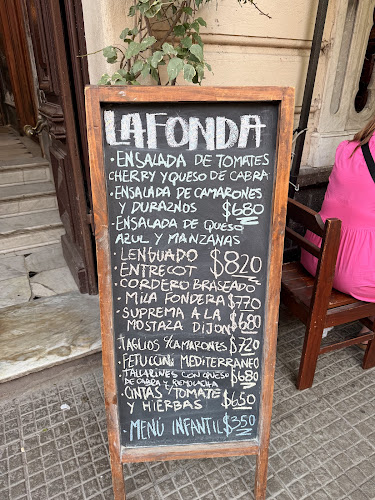 LAFONDA
• ENSALADA DE TOMATES
CHERRY Y QUESO DE CABRA
• ENSALADA DE CAMARONES
Y DURAZNOS $680
• ENSALADA DE QUESO
AZUL Y MANZANAS
• LENGUADO
• ENTRECOT $820
• CORDERO BRASEADO
• MILA FONDERA $770
• SUPREMA A LA
MOSTAZA DIJON $680
• TAGLIOS C/CAMARONES $720
• FETUCCINI MEDITERRANEO
• TALLARINES CON QUESO $680
DE CABRA Y REMOLACHA
• CINTAS C/TOMATE
Y HIERBAS $650
• MENÚ INFANTIL $350